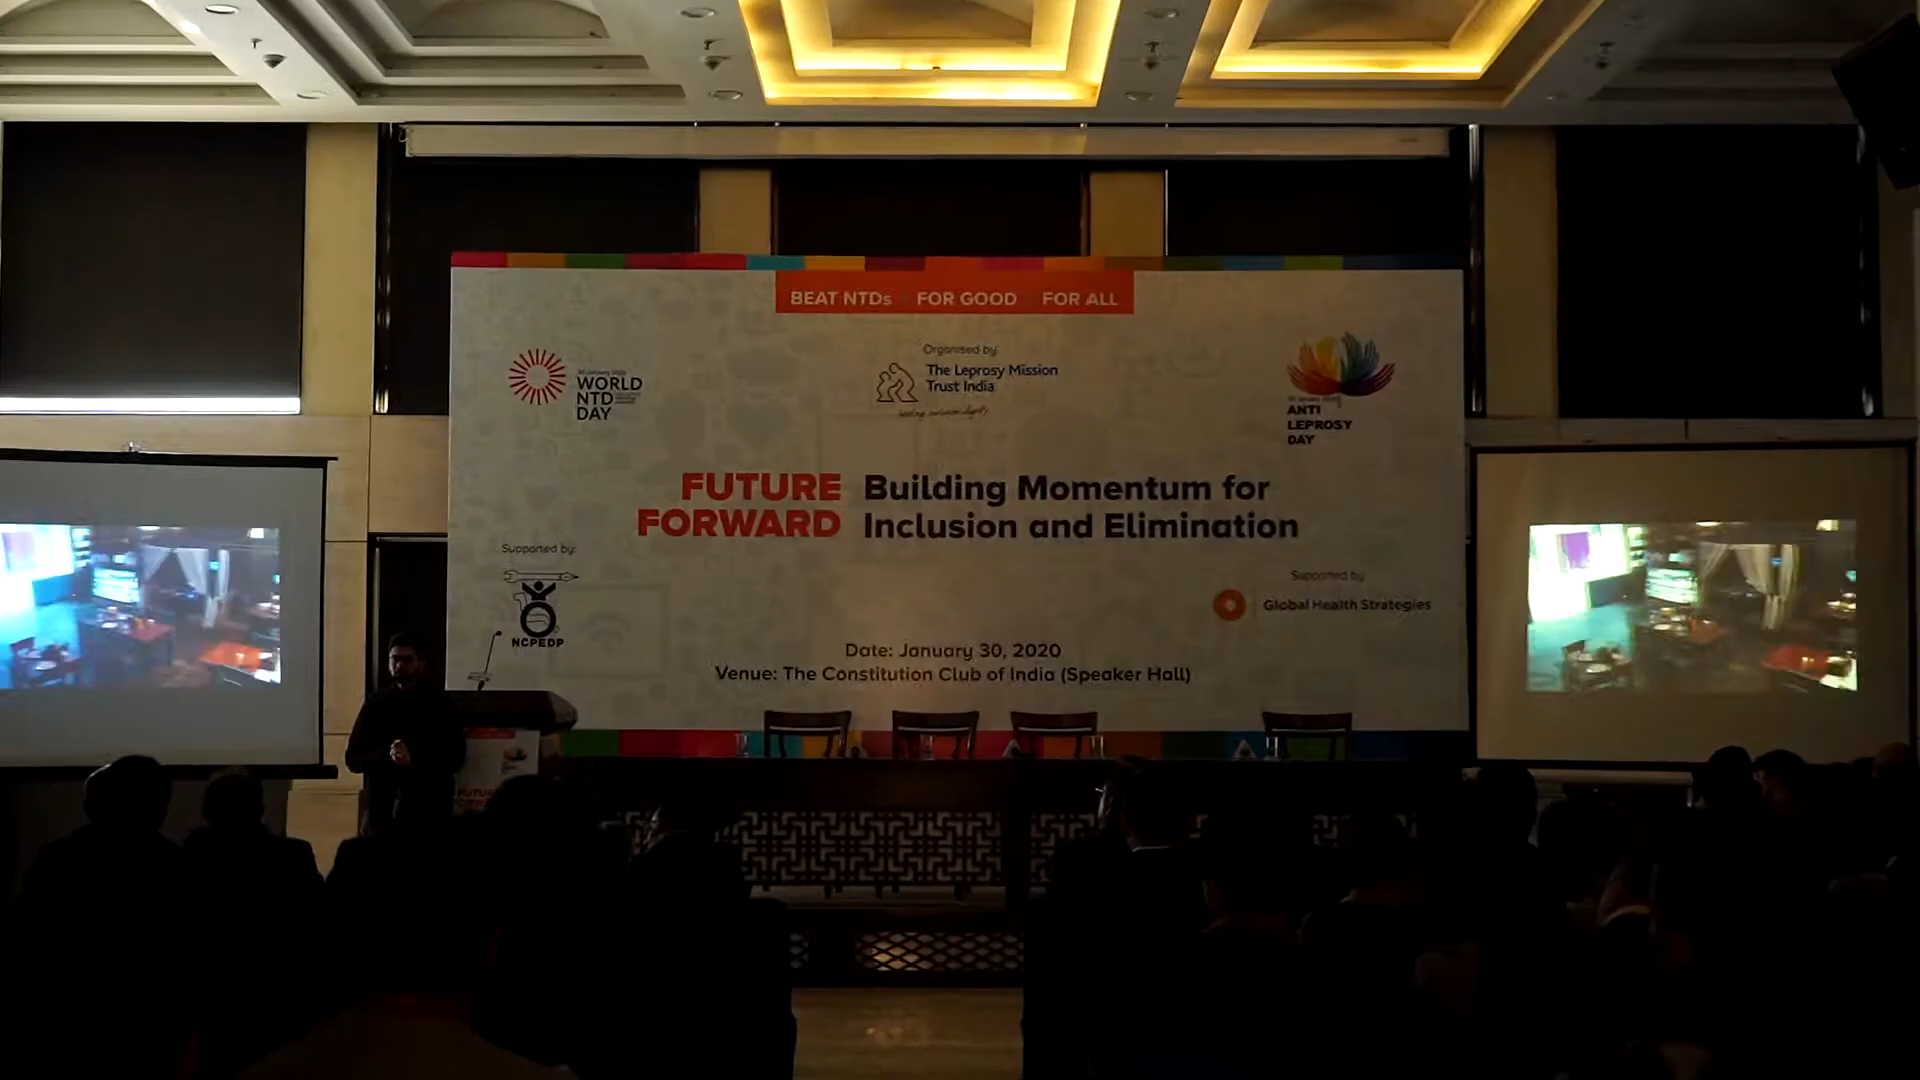 BEAT NTDs FOR GOOD FOR ALL
Organised by:
The Leprosy Mission
Trust India
WORLD
NTD
DAY
ANTI
LEPROSY
DAY
FUTURE
FORWARD
Building Momentum for
Inclusion and Elimination
Supported by:
NCPEDP
Supported by
Global Health Strategies
Date: January 30, 2020
Venue: The Constitution Club of India (Speaker Hall)
FUTURE